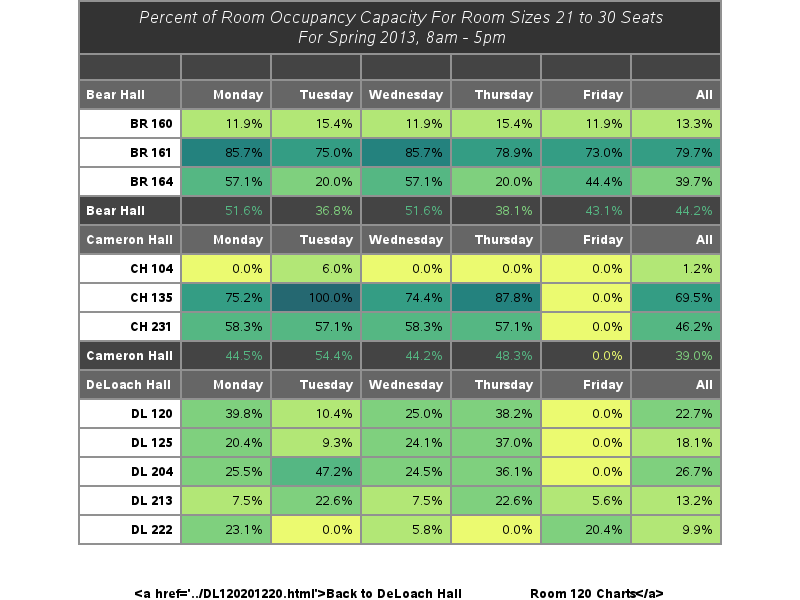 Percent of Room Occupancy Capacity For Room Sizes 21 to 30 Seats
For Spring 2013, 8am - 5pm
Bear Hall Monday Tuesday Wednesday Thursday Friday All
BR 160 11.9% 15.4% 11.9% 15.4% 11.9% 13.3%
BR 161 85.7% 75.0% 85.7% 78.9% 73.0% 79.7%
BR 164 57.1% 20.0% 57.1% 20.0% 44.4% 39.7%
Bear Hall 51.6% 36.8% 51.6% 38.1% 43.1% 44.2%
Cameron Hall Monday Tuesday Wednesday Thursday Friday All
CH 104 0.0% 6.0% 0.0% 0.0% 0.0% 1.2%
CH 135 75.2% 100.0% 74.4% 87.8% 0.0% 69.5%
CH 231 58.3% 57.1% 58.3% 57.1% 0.0% 46.2%
Cameron Hall 44.5% 54.4% 44.2% 48.3% 0.0% 39.0%
DeLoach Hall Monday Tuesday Wednesday Thursday Friday All
DL 120 39.8% 10.4% 25.0% 38.2% 0.0% 22.7%
DL 125 20.4% 9.3% 24.1% 37.0% 0.0% 18.1%
DL 204 25.5% 47.2% 24.5% 36.1% 0.0% 26.7%
DL 213 7.5% 22.6% 7.5% 22.6% 5.6% 13.2%
DL 222 23.1% 0.0% 5.8% 0.0% 20.4% 9.9%
<a href='../DL120201220.html'>Back to DeLoach Hall Room 120 Charts</a>